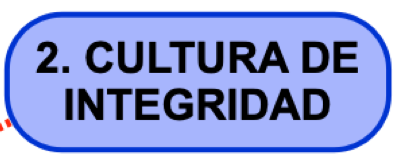 2. CULTURA DE
INTEGRIDAD